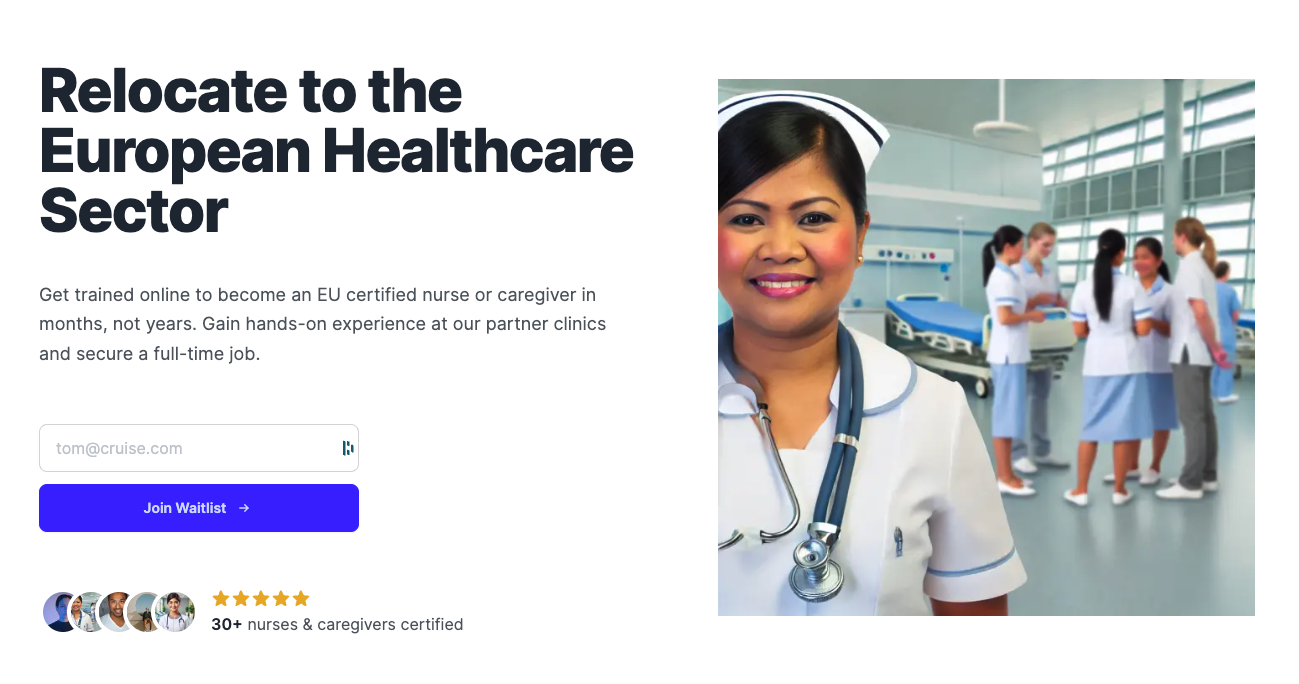 Relocate to the
European Healthcare
Sector
Get trained online to become an EU certified nurse or caregiver in
months, not years. Gain hands-on experience at our partner clinics
and secure a full-time job.
tom@cruise.com
Join Waitlist →
30+ nurses & caregivers certified